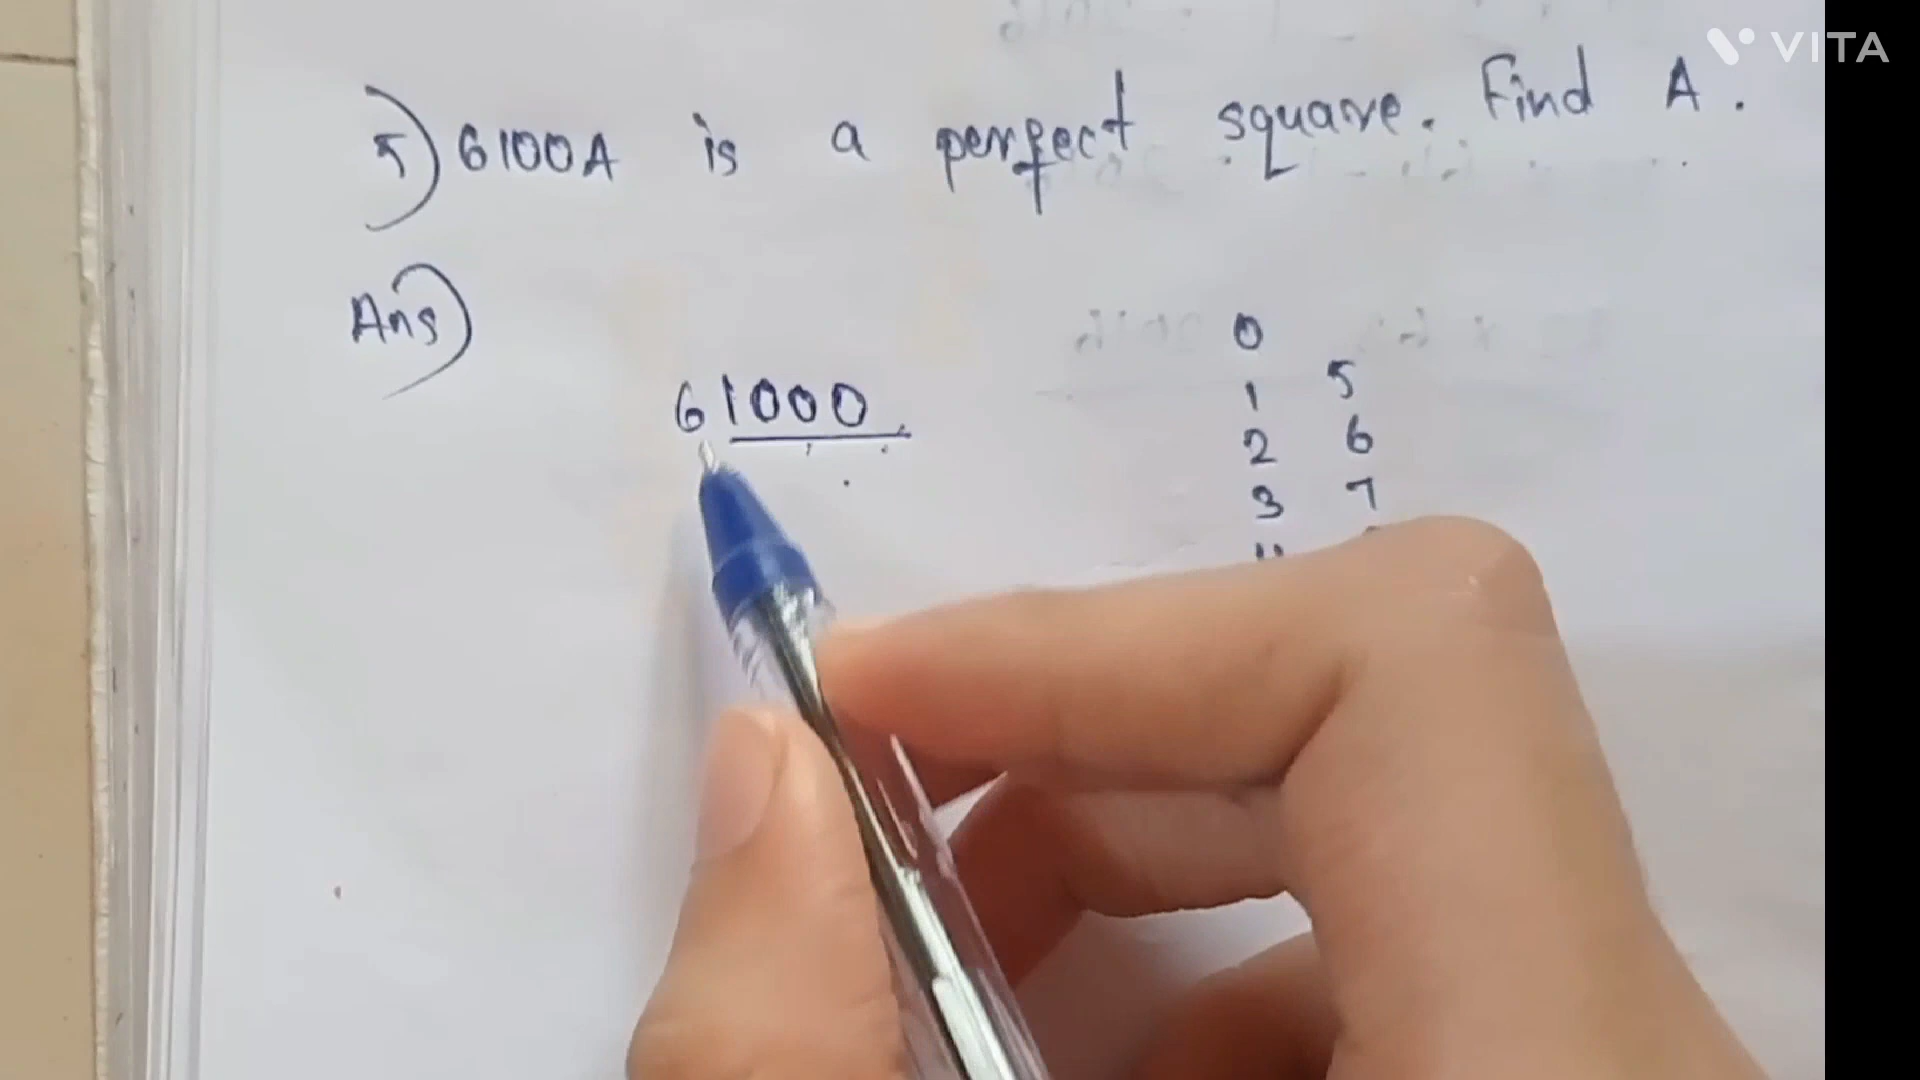 VITA
5) 6100A is a perfect square. Find A.
Ans)
0
61000
1 5
2 6
3 7